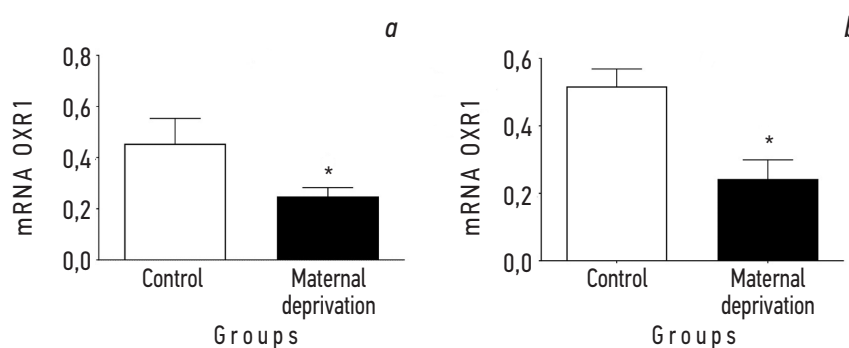 a
mRNA OXR1
0,8
0,6
0,4
0,2
0,0
*
Control
Maternal
deprivation
Groups
b
mRNA OXR1
0,6
0,4
0,2
0,0
*
Control
Maternal
deprivation
Groups